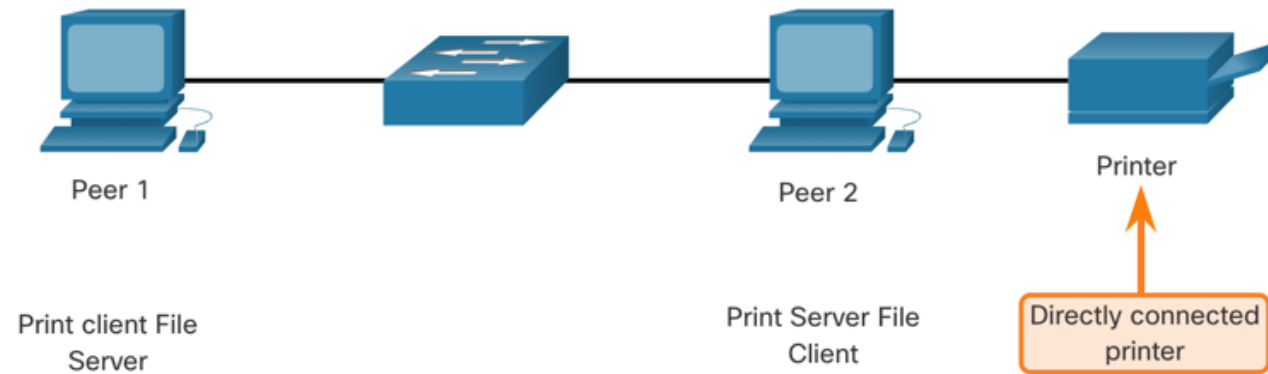 Peer 1
Peer 2
Printer
Print client File
Server
Print Server File
Client
Directly connected
printer